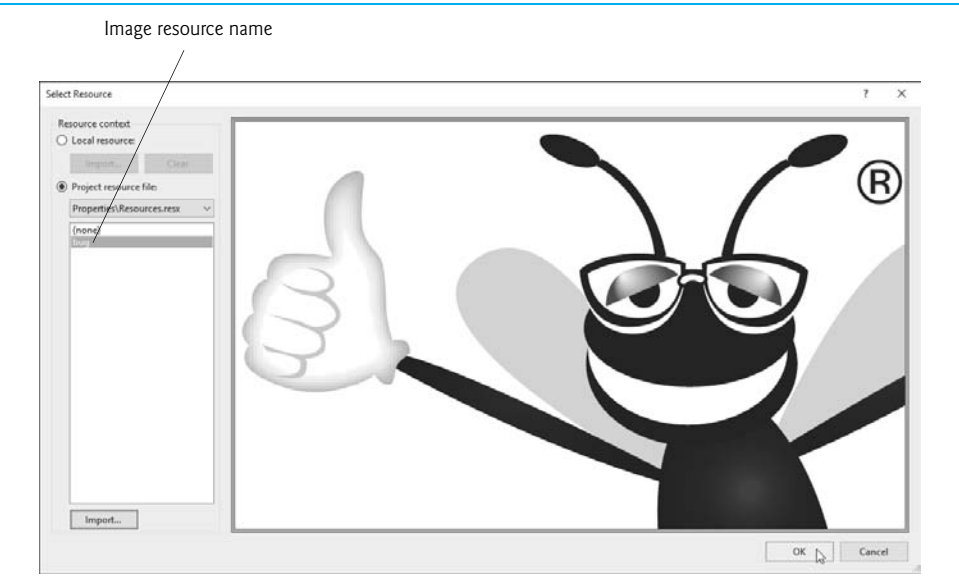 Image resource name
Select Resource
? ×
Resource context
Local resource:
Import... Clear
Project resource file:
Properties\Resources.resx
(none)
bug
Import...
®
OK Cancel